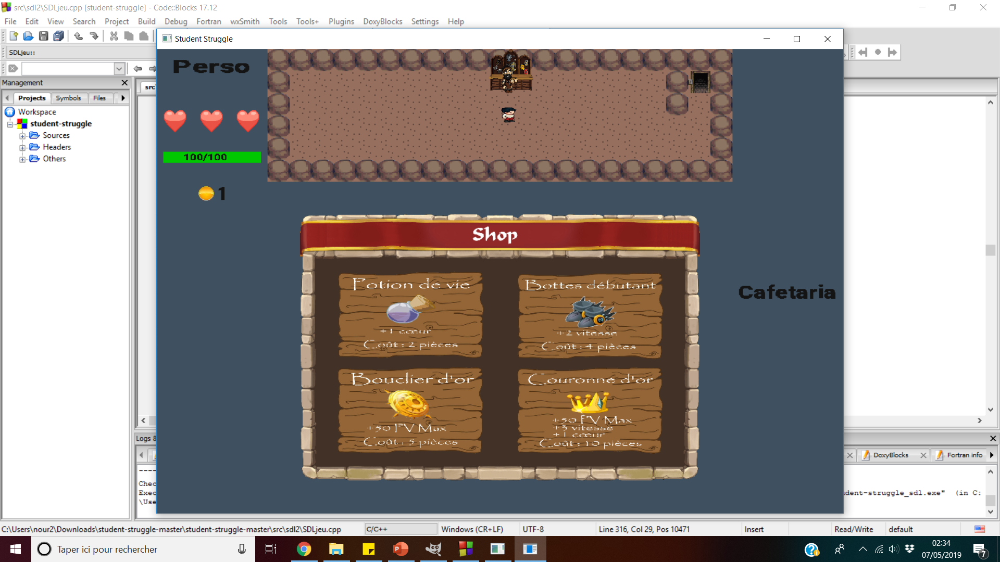 src\sdl2\SDLjeu.cpp [student-struggle] - Code::Blocks 17.12
File Edit View Search Project Build Debug Fortran wxSmith Tools Tools+ Plugins DoxyBlocks Settings Help
Student Struggle
SDLjeu::
Management
Projects Symbols Files
src\
Workspace
student-struggle
Sources
Headers
Others
Perso
100/100
1
Shop
Potion de vie
+1 cœur
Coût : 2 pièces
Bottes débutant
+2 vitesse
Coût : 4 pièces
Bouclier d'or
+50 PV Max
Coût : 5 pièces
Couronne d'or
+50 PV Max
+3 vitesse
+1 cœur
Coût : 10 pièces
Cafetaria
Logs &
DoxyBlocks
Fortran info
----
Chec
Exec
udent-struggle_sdl.exe" (in C:
\Use
C:\Users\nour2\Downloads\student-struggle-master\student-struggle-master\src\sdl2\SDLjeu.cpp
C/C++
Windows (CR+LF)
UTF-8
Line 316, Col 29, Pos 10471
Insert
Read/Write
default
Taper ici pour rechercher
02:34
07/05/2019
7